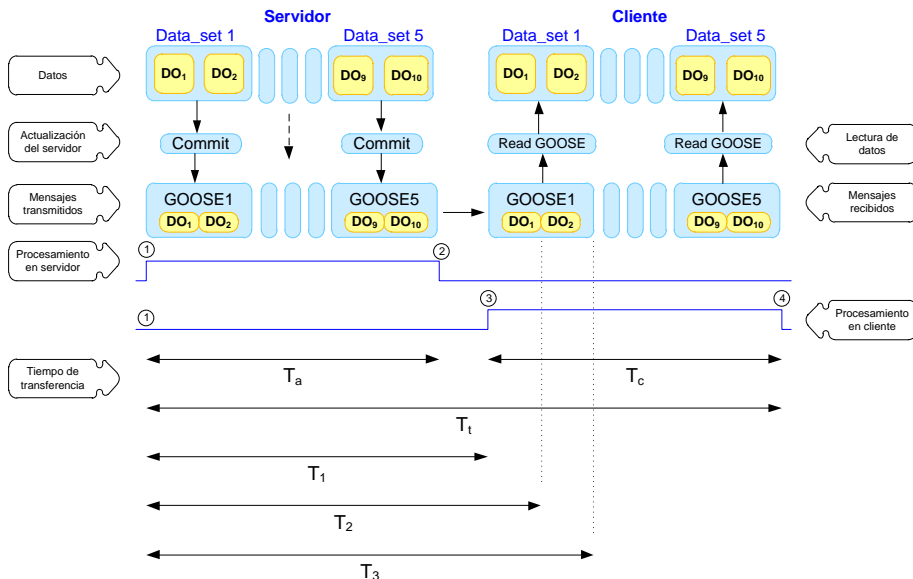 Servidor
Cliente
Data_set 1
Data_set 5
Data_set 1
Data_set 5
Datos
DO1
DO2
DO9
DO10
DO1
DO2
DO9
DO10
Actualización
del servidor
Commit
Commit
Read GOOSE
Read GOOSE
Lectura de
datos
Mensajes
transmitidos
GOOSE1
DO1
DO2
GOOSE5
DO9
DO10
GOOSE1
DO1
DO2
GOOSE5
DO9
DO10
Mensajes
recibidos
Procesamiento
en servidor
1
2
1
3
4
Procesamiento
en cliente
Tiempo de
transferencia
Ta
Tc
Tt
T1
T2
T3